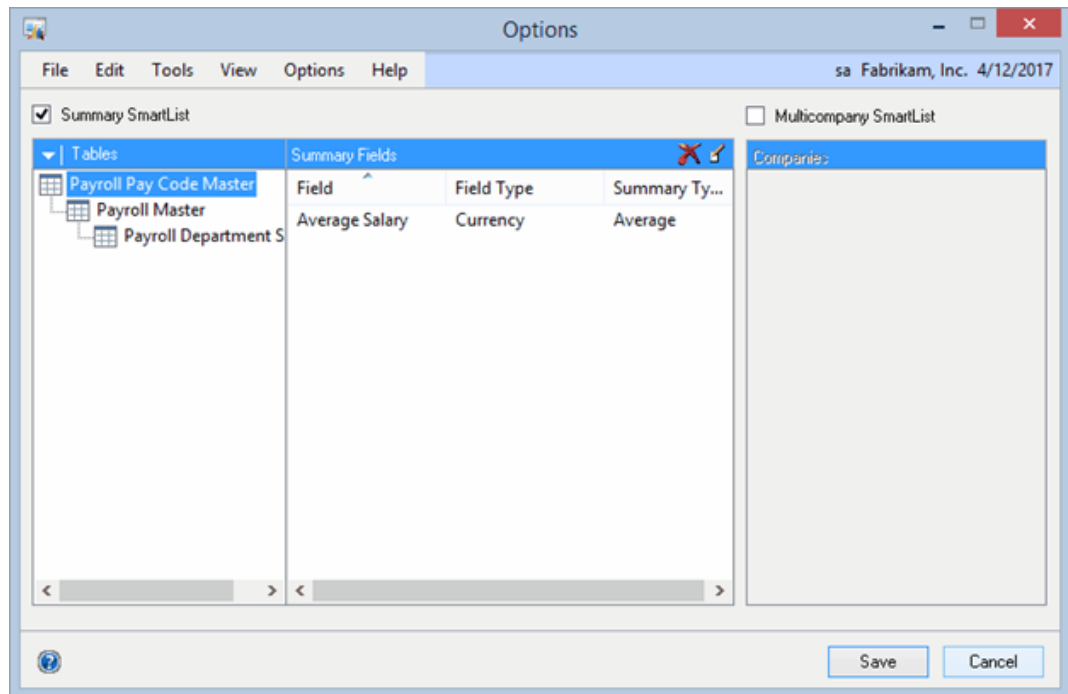 Options
File Edit Tools View Options Help sa Fabrikam, Inc. 4/12/2017
Summary SmartList
Multicompany SmartList
Tables
Summary Fields
Companies
Payroll Pay Code Master
Payroll Master
Payroll Department S
Field Field Type Summary Ty...
Average Salary Currency Average
Save Cancel